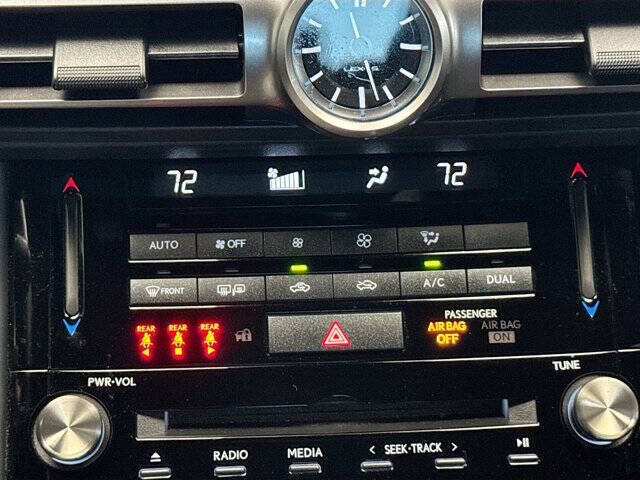 LEXUS
72 72
AUTO OFF
FRONT A/C DUAL
PASSENGER
REAR REAR REAR AIR BAG OFF AIR BAG ON
PWR•VOL TUNE
RADIO MEDIA < SEEK•TRACK >